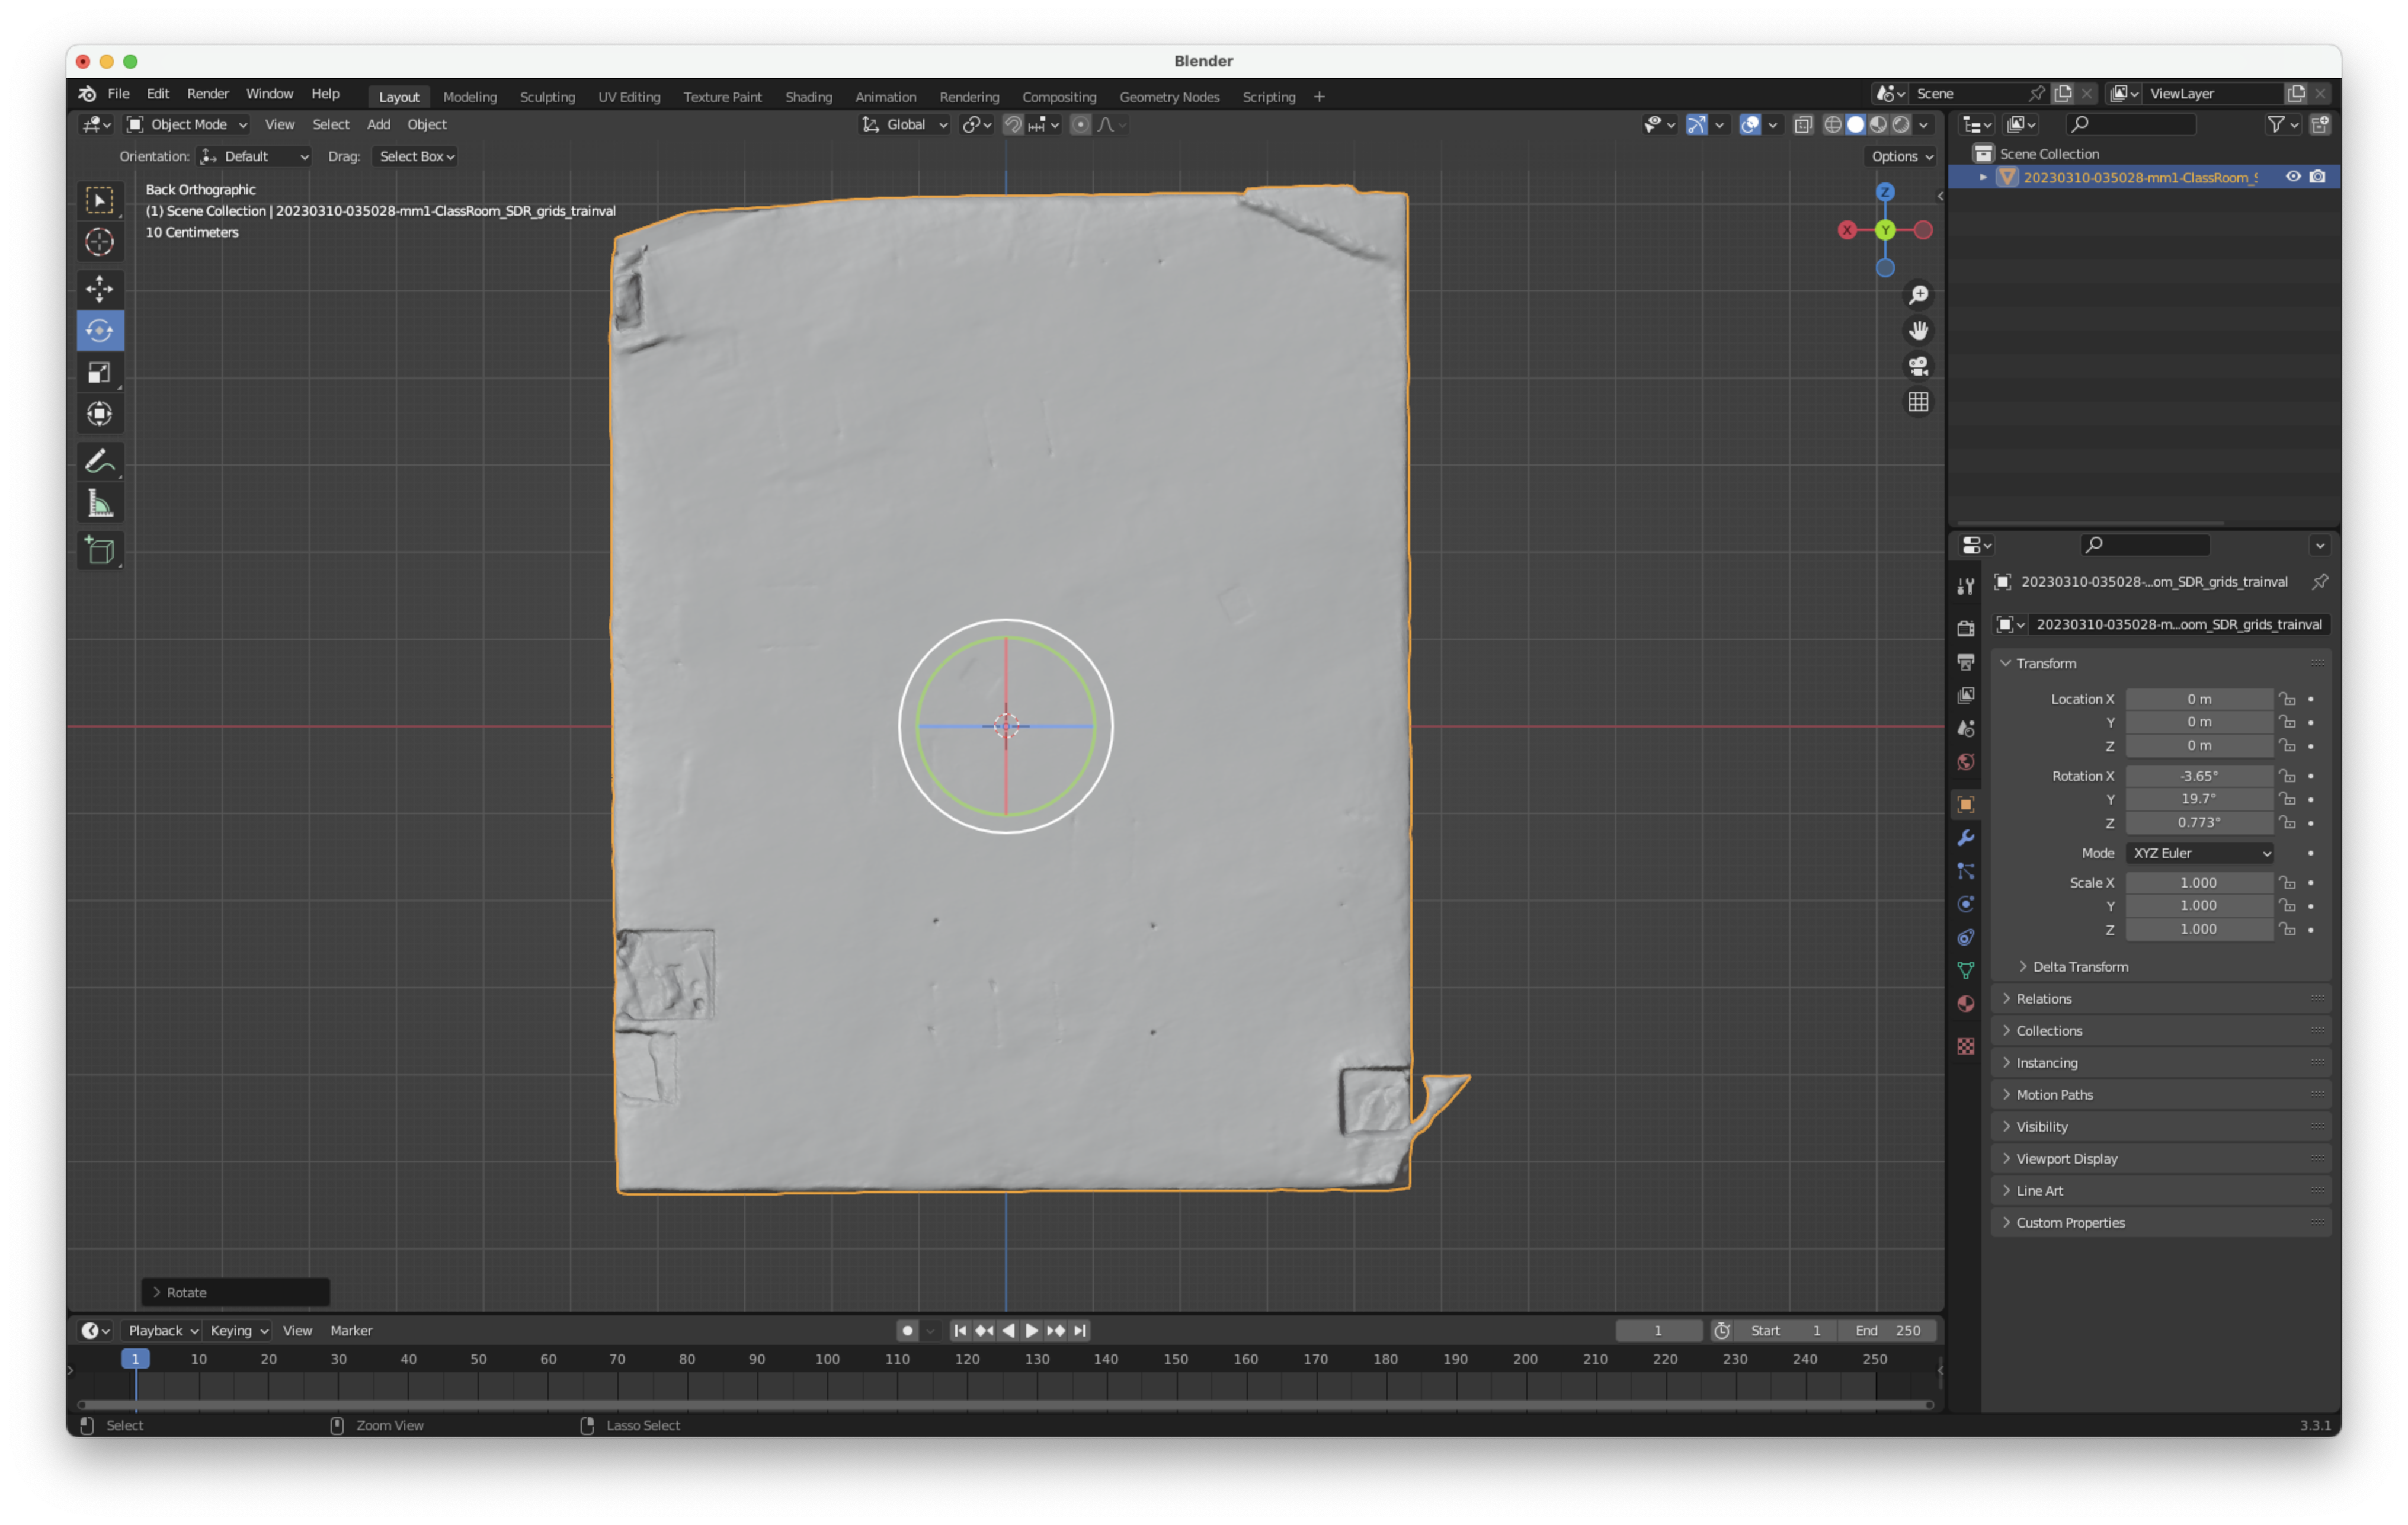 Blender
File Edit Render Window Help Layout Modeling Sculpting UV Editing Texture Paint Shading Animation Rendering Compositing Geometry Nodes Scripting + Scene ViewLayer
Object Mode View Select Add Object Global
Orientation: Default Drag: Select Box Options
Back Orthographic
(1) Scene Collection | 20230310-035028-mm1-ClassRoom_SDR_grids_trainval
10 Centimeters
Z
X
Y
Scene Collection
20230310-035028-mm1-ClassRoom_S
20230310-035028-...om_SDR_grids_trainval
20230310-035028-m...oom_SDR_grids_trainval
Transform
Location X 0 m
Y 0 m
Z 0 m
Rotation X -3.65°
Y 19.7°
Z 0.773°
Mode XYZ Euler
Scale X 1.000
Y 1.000
Z 1.000
Delta Transform
Relations
Collections
Instancing
Motion Paths
Visibility
Viewport Display
Line Art
Custom Properties
Rotate
Playback Keying View Marker 1 Start 1 End 250
1 10 20 30 40 50 60 70 80 90 100 110 120 130 140 150 160 170 180 190 200 210 220 230 240 250
Select Zoom View Lasso Select 3.3.1